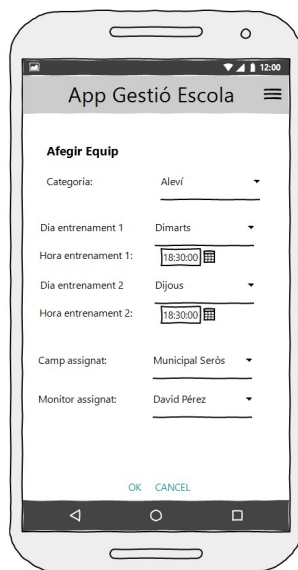 12:00
App Gestió Escola
Afegir Equip
Categoria: Aleví
Dia entrenament 1 Dimarts
Hora entrenament 1: 18:30:00
Dia entrenament 2 Dijous
Hora entrenament 2: 18:30:00
Camp assignat: Municipal Seròs
Monitor assignat: David Pérez
OK CANCEL